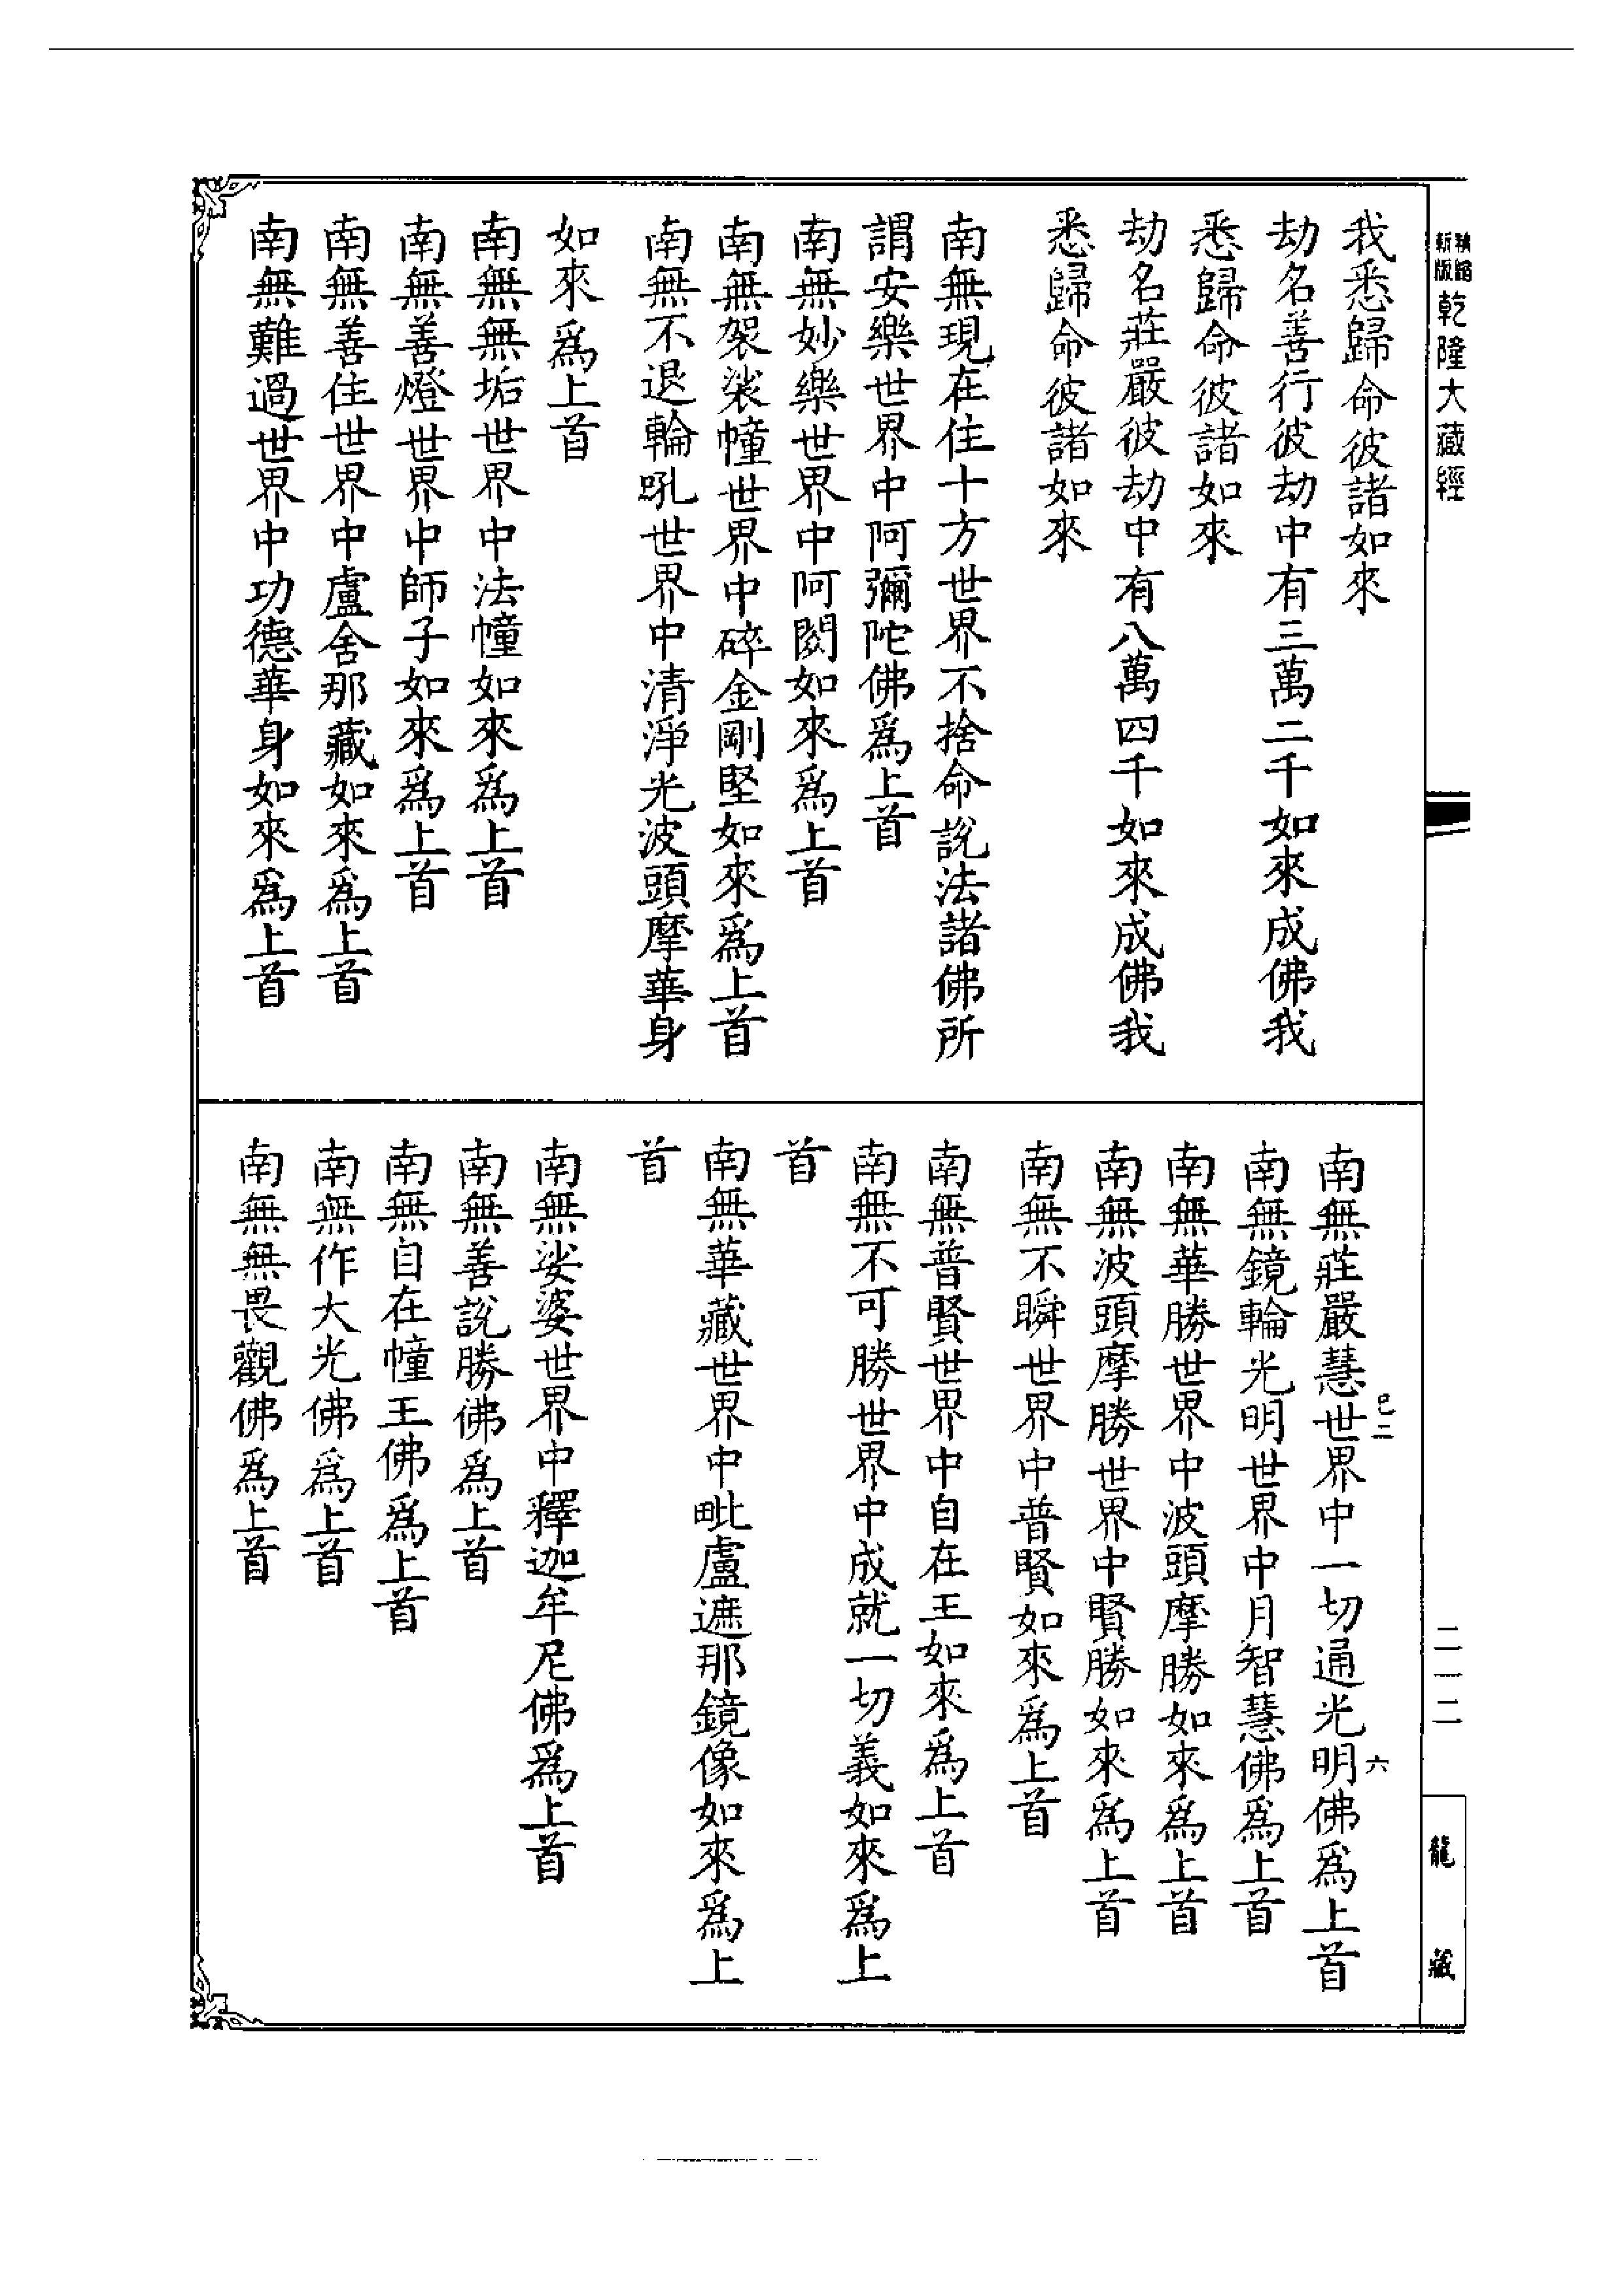 新版縮
乾隆大藏經
我悉歸命彼諸如來
劫名善行彼劫中有三萬二千如來成佛我
悉歸命彼諸如來
劫名莊嚴彼劫中有八萬四千如來成佛我
悉歸命彼諸如來
南無現在住十方世界不捨命說法諸佛所
謂安樂世界中阿彌陀佛爲上首
南無妙樂世界中阿閦如來爲上首
南無袈裟幢世界中碎金剛堅如來爲上首
南無不退輪吼世界中清淨光波頭摩華身
如來爲上首
南無無垢世界中法幢如來爲上首
南無善燈世界中師子如來爲上首
南無善住世界中盧舍那藏如來爲上首
南無難過世界中功德華身如來爲上首
南無莊嚴慧世界中一切通光明佛爲上首
南無鏡輪光明世界中月智慧佛爲上首
南無華勝世界中波頭摩勝如來爲上首
南無波頭摩勝世界中賢勝如來爲上首
南無不瞬世界中普賢如來爲上首
南無普賢世界中自在王如來爲上首
南無不可勝世界中成就一切義如來爲上
首
南無華藏世界中毗盧遮那鏡像如來爲上
首
南無娑婆世界中釋迦牟尼佛爲上首
南無善說勝佛爲上首
南無自在幢王佛爲上首
南無作大光佛爲上首
南無無畏觀佛爲上首
巳二
六
二一二
龍藏